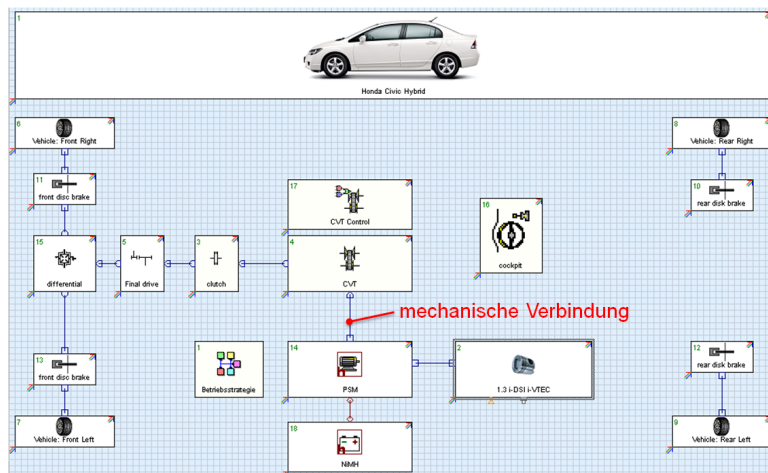 1
Honda Civic Hybrid
6
Vehicle: Front Right
8
Vehicle: Rear Right
11
front disc brake
17
CVT Control
10
rear disk brake
16
cockpit
15
differential
5
Final drive
3
clutch
4
CVT
mechanische Verbindung
13
front disc brake
1
Betriebsstrategie
14
PSM
2
1.3 i-DSI i-VTEC
12
rear disk brake
7
Vehicle: Front Left
18
NiMH
9
Vehicle: Rear Left